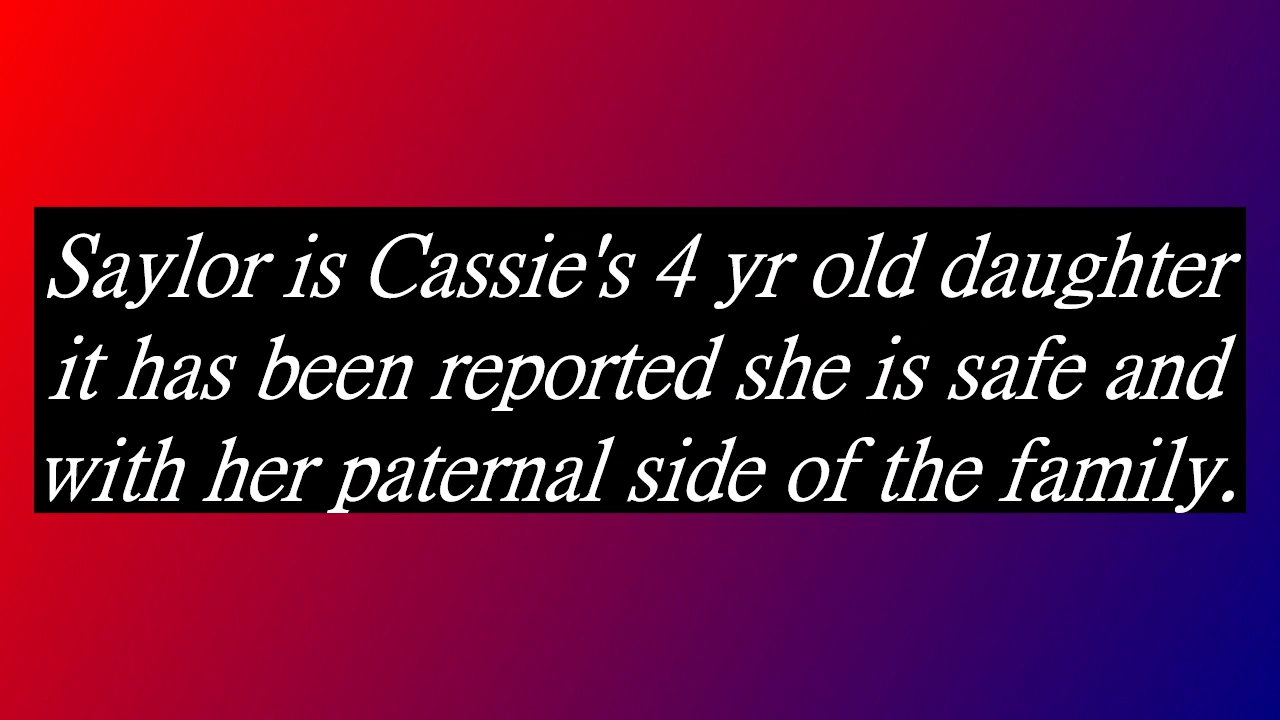 Saylor is Cassie's 4 yr old daughter
it has been reported she is safe and
with her paternal side of the family.